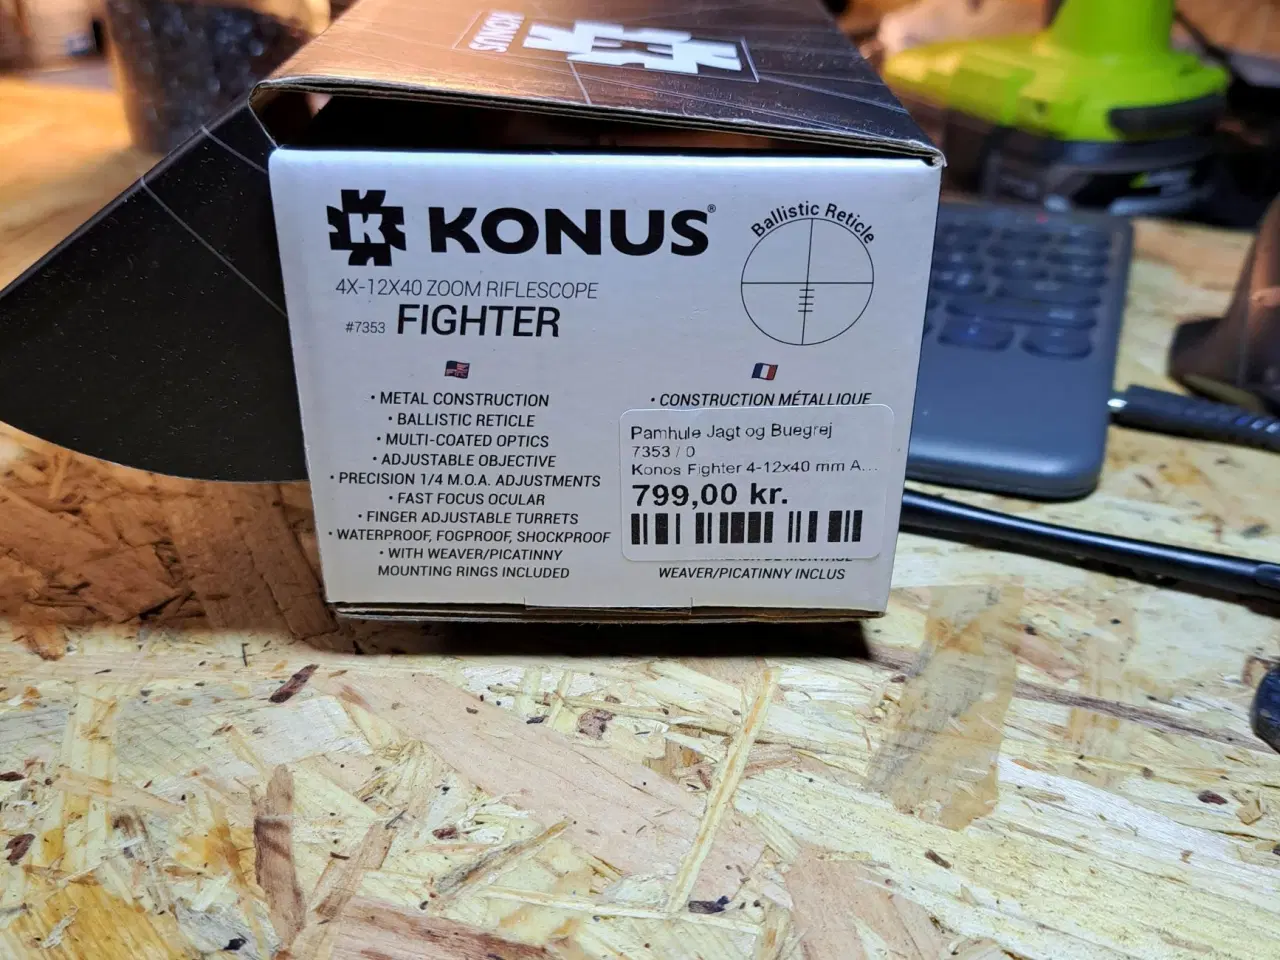 KONUS
KONUS®
Ballistic Reticle
4X-12X40 ZOOM RIFLESCOPE
#7353 FIGHTER
• METAL CONSTRUCTION
• BALLISTIC RETICLE
• MULTI-COATED OPTICS
• ADJUSTABLE OBJECTIVE
• PRECISION 1/4 M.O.A. ADJUSTMENTS
• FAST FOCUS OCULAR
• FINGER ADJUSTABLE TURRETS
• WATERPROOF, FOGPROOF, SHOCKPROOF
• WITH WEAVER/PICATINNY
MOUNTING RINGS INCLUDED
• CONSTRUCTION MÉTALLIQUE
Pamhule Jagt og Buegrej
7353 / 0
Konos Fighter 4-12x40 mm A...
799,00 kr.
WEAVER/PICATINNY INCLUS